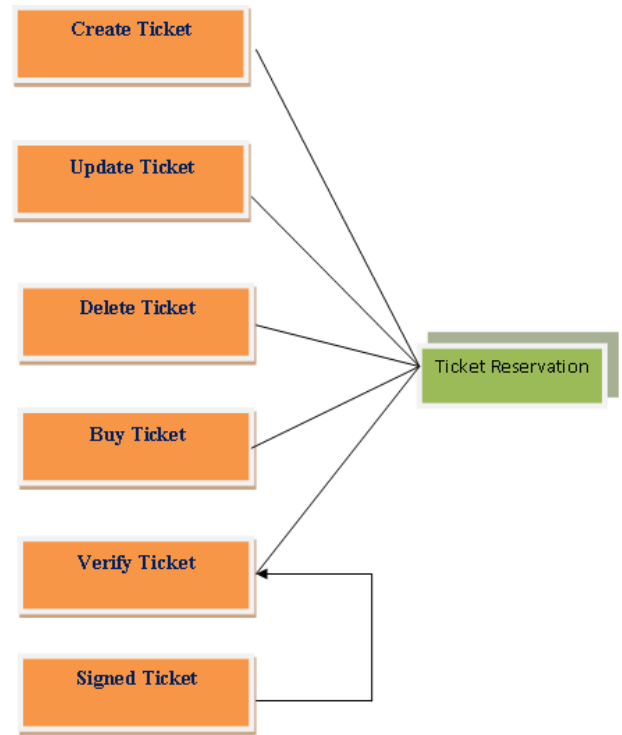 Create Ticket
Update Ticket
Delete Ticket
Ticket Reservation
Buy Ticket
Verify Ticket
Signed Ticket